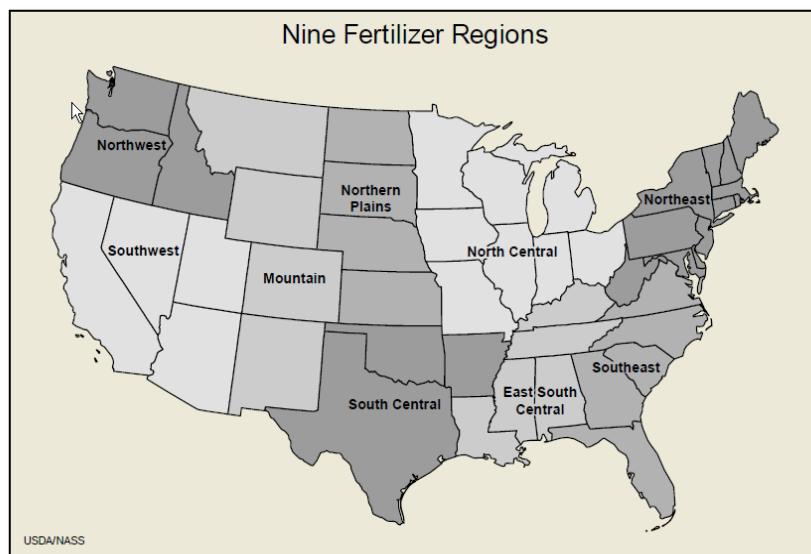 Nine Fertilizer Regions
Northwest
Northern
Plains
Northeast
Southwest
North Central
Mountain
Southeast
East South
Central
South Central
USDA/NASS